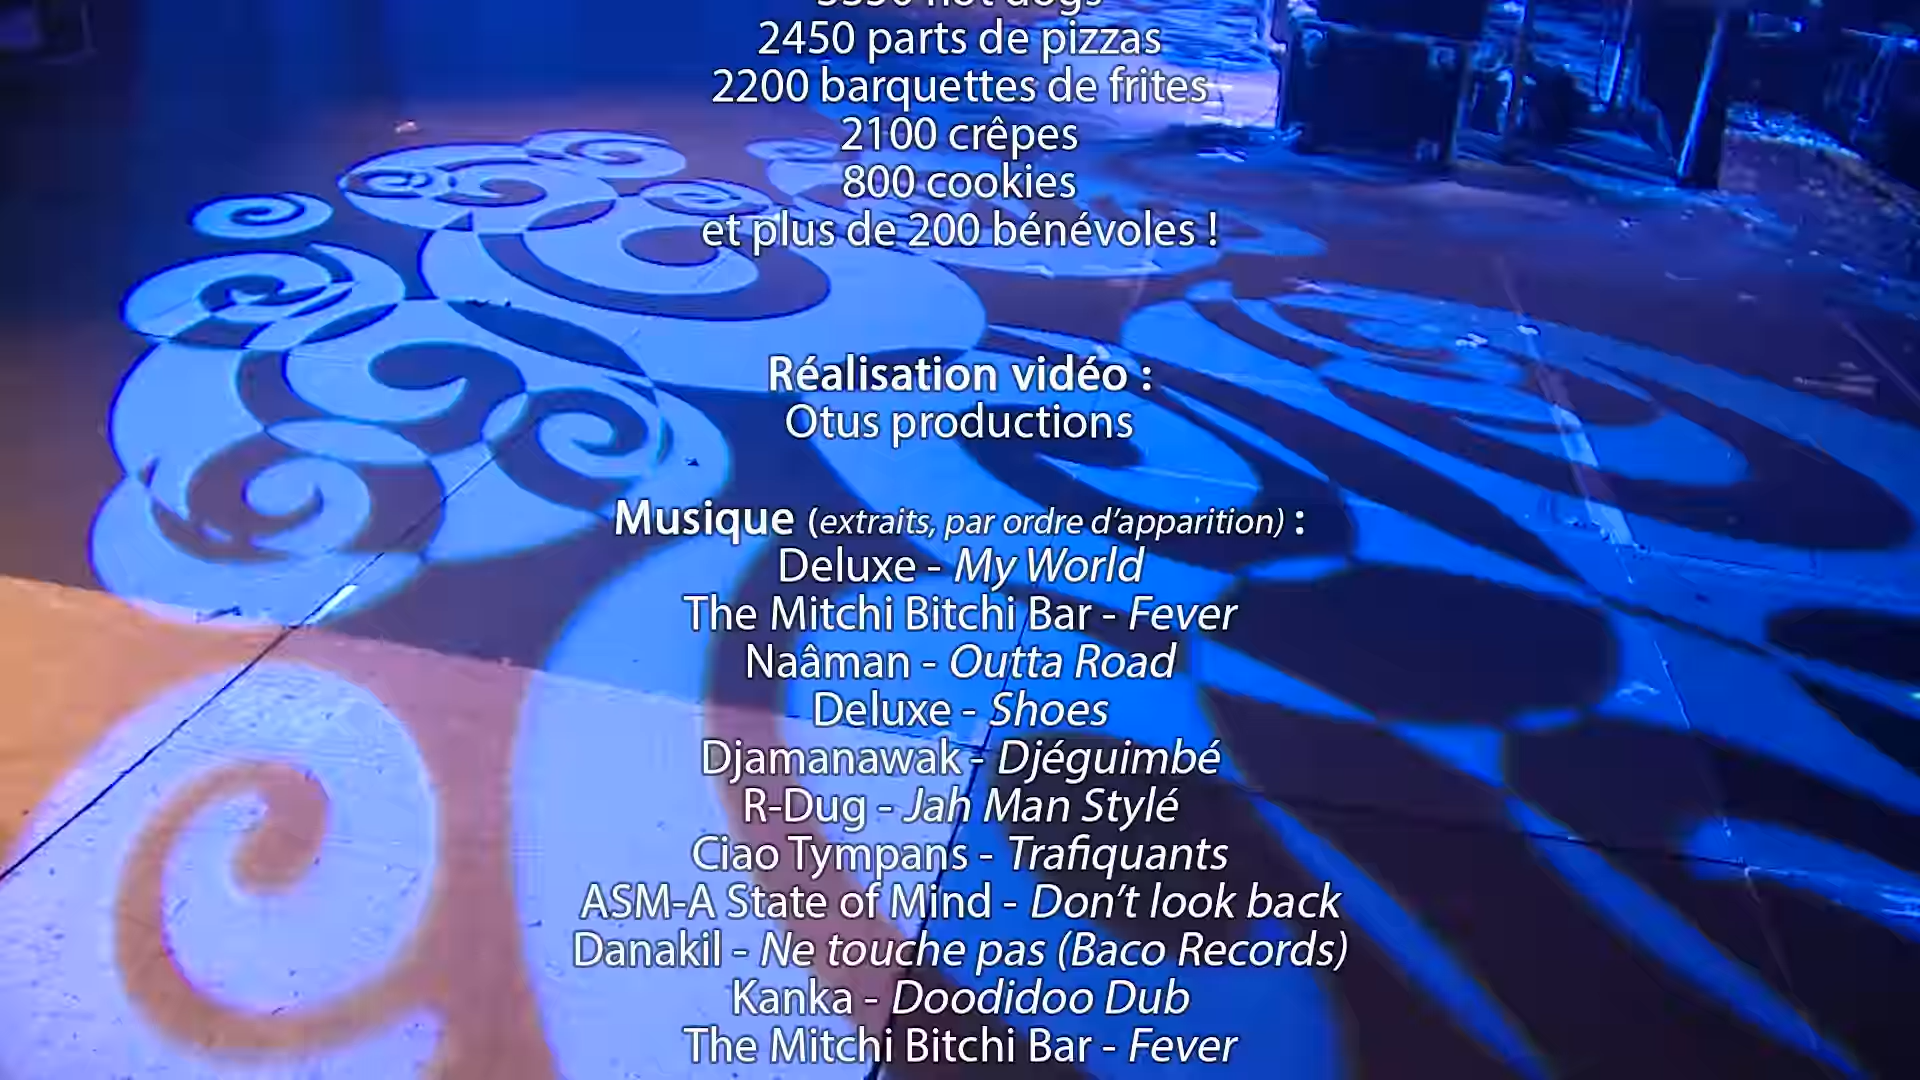 hot dogs
2450 parts de pizzas
2200 barquettes de frites
2100 crêpes
800 cookies
et plus de 200 bénévoles !
Réalisation vidéo :
Otus productions
Musique (extraits, par ordre d’apparition) :
Deluxe - My World
The Mitchi Bitchi Bar - Fever
Naâman - Outta Road
Deluxe - Shoes
Djamanawak - Djéguimbé
R-Dug - Jah Man Stylé
Ciao Tympans - Trafiquants
ASM-A State of Mind - Don’t look back
Danakil - Ne touche pas (Baco Records)
Kanka - Doodidoo Dub
The Mitchi Bitchi Bar - Fever